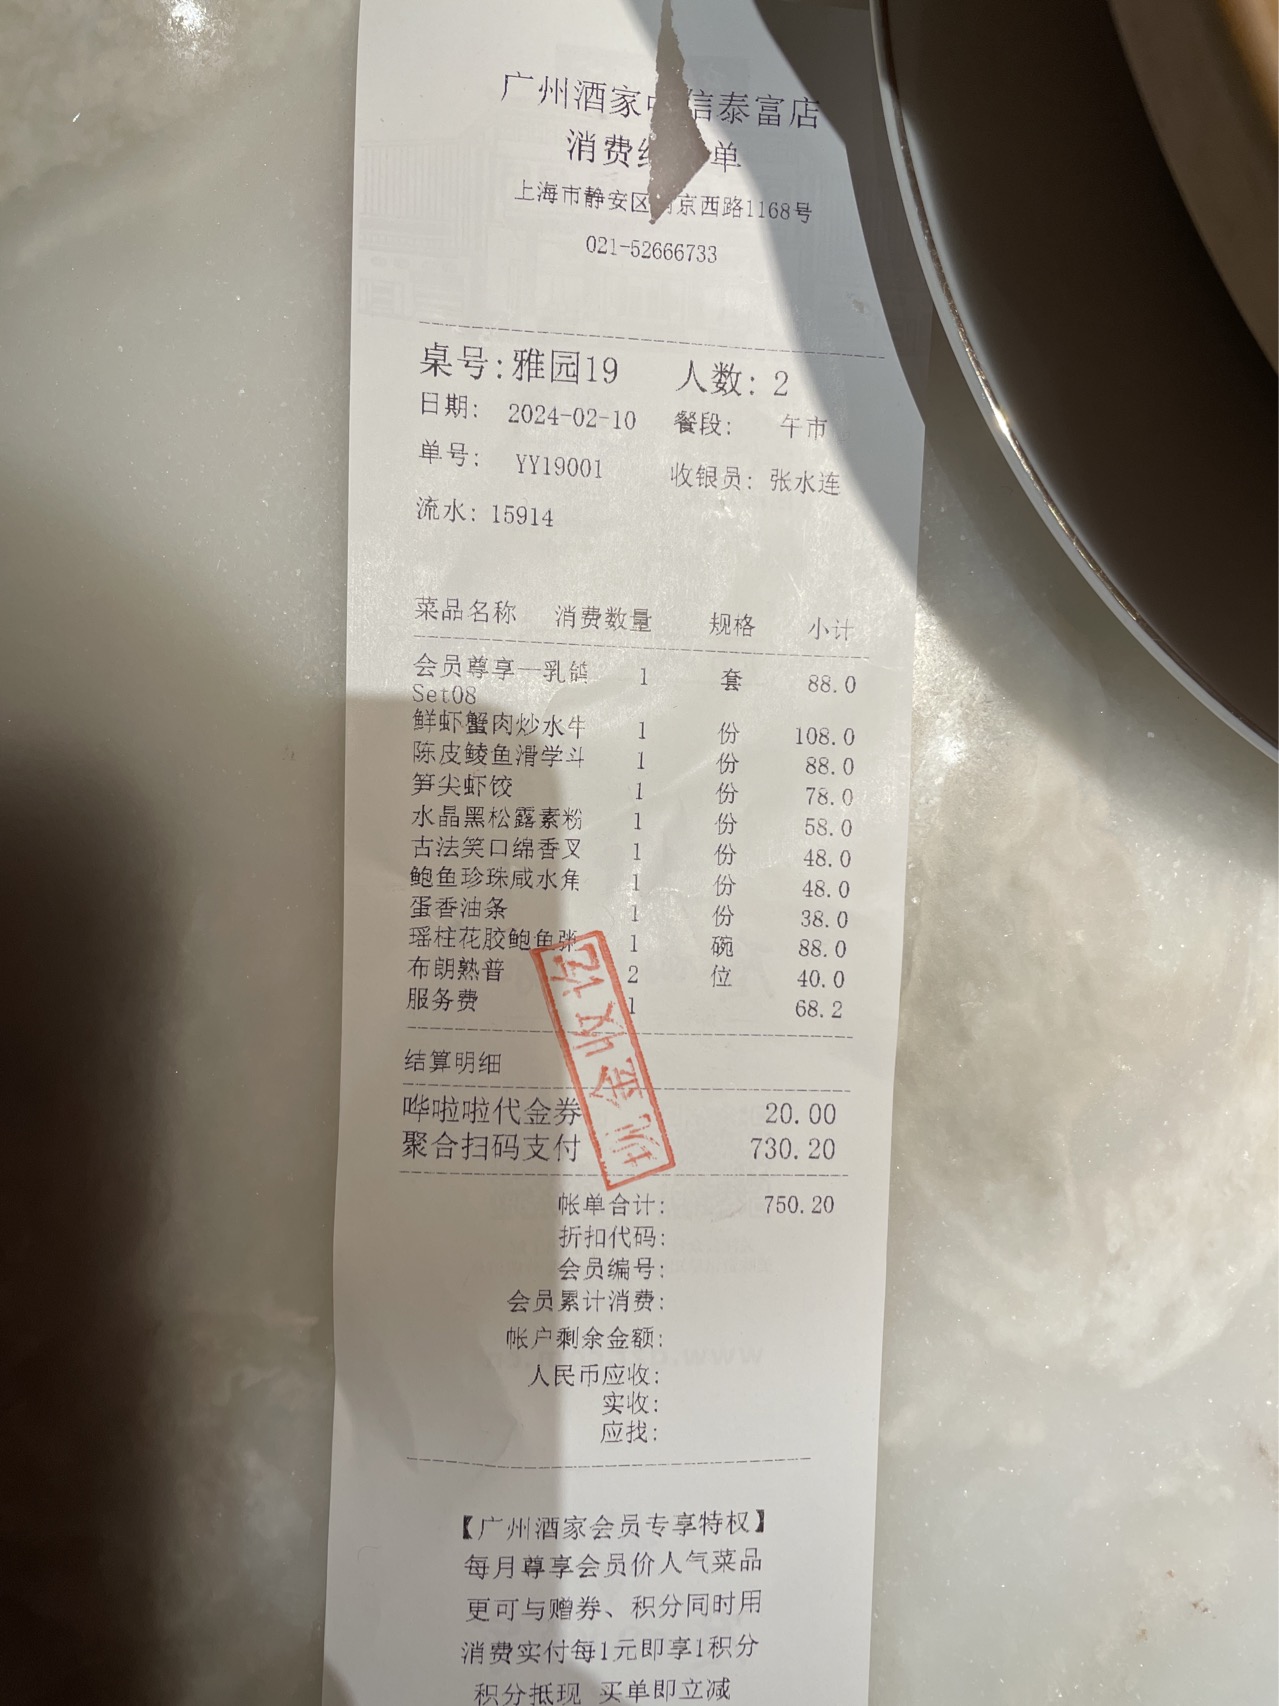 广州酒家中信泰富店
消费结 单
上海市静安区南京西路1168号
021-52666733
桌号:雅园19 人数: 2
日期: 2024-02-10 餐段: 午市
单号: YY19001 收银员: 张水连
流水: 15914
菜品名称 消费数量 规格 小计
会员尊享—乳鸽 1 套 88.0
Set08
鲜虾蟹肉炒水牛 1 份 108.0
陈皮鲮鱼滑学斗 1 份 88.0
笋尖虾饺 1 份 78.0
水晶黑松露素粉 1 份 58.0
古法笑口绵香叉 1 份 48.0
鲍鱼珍珠咸水角 1 份 48.0
蛋香油条 1 份 38.0
瑶柱花胶鲍鱼粥 1 碗 88.0
布朗熟普 2 位 40.0
服务费 1 68.2
现金收讫
结算明细
哗啦啦代金券 20.00
聚合扫码支付 730.20
帐单合计: 750.20
折扣代码:
会员编号:
会员累计消费:
帐户剩余金额:
人民币应收:
实收:
应找:
【广州酒家会员专享特权】
每月尊享会员价人气菜品
更可与赠券、积分同时用
消费实付每1元即享1积分
积分抵现 买单即立减